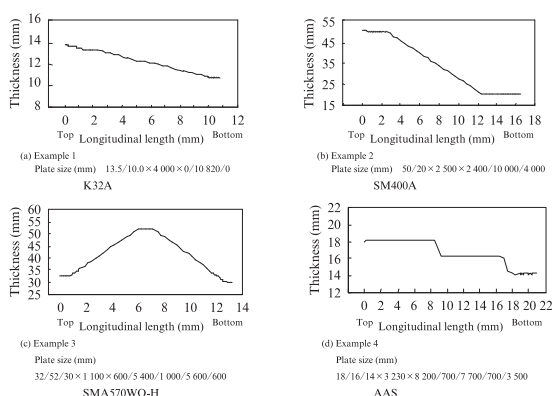 16
14
12
10
8
Thickness (mm)
0 2 4 6 8 10 12
Top Longitudinal length (mm) Bottom
(a) Example 1
Plate size (mm) 13.5/10.0×4 000×0/10 820/0
K32A
55
45
35
25
15
Thickness (mm)
0 2 4 6 8 10 12 14 16 18
Top Longitudinal length (mm) Bottom
(b) Example 2
Plate size (mm) 50/20×2 500×2 400/10 000/4 000
SM400A
60
55
50
45
40
35
30
25
Thickness (mm)
0 2 4 6 8 10 12 14
Top Longitudinal length (mm) Bottom
(c) Example 3
Plate size (mm)
32/52/30×1 100×600/5 400/1 000/5 600/600
SMA570WQ-H
22
20
18
16
14
12
Thickness (mm)
0 2 4 6 8 10 12 14 16 18 20 22
Top Longitudinal length (mm) Bottom
(d) Example 4
Plate size (mm)
18/16/14×3 230×8 200/700/7 700/700/3 500
AAS